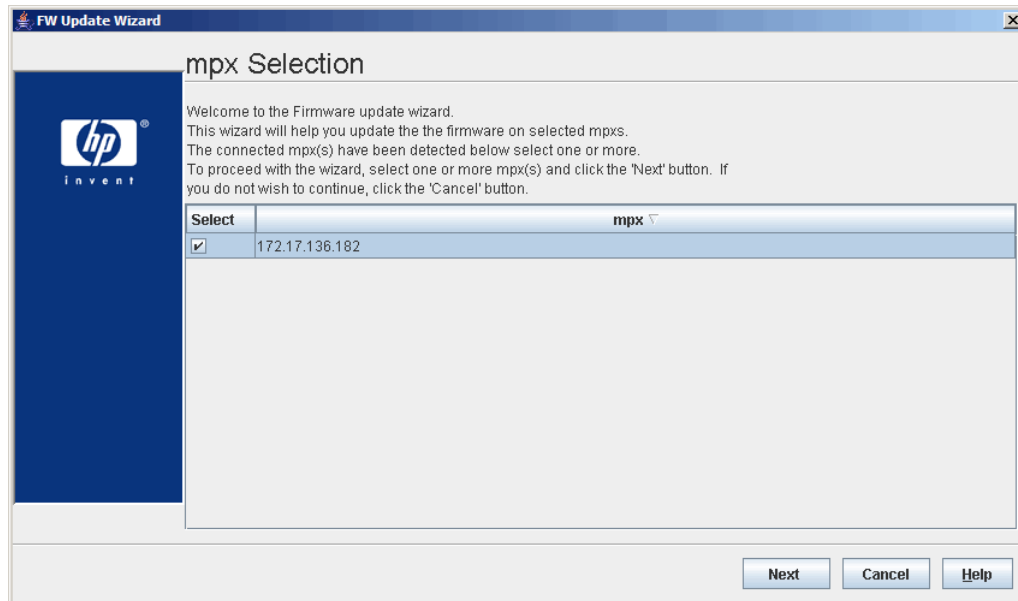 FW Update Wizard
mpx Selection
hp
®
invent
Welcome to the Firmware update wizard.
This wizard will help you update the the firmware on selected mpxs.
The connected mpx(s) have been detected below select one or more.
To proceed with the wizard, select one or more mpx(s) and click the 'Next' button. If
you do not wish to continue, click the 'Cancel' button.
Select mpx
172.17.136.182
Next Cancel Help